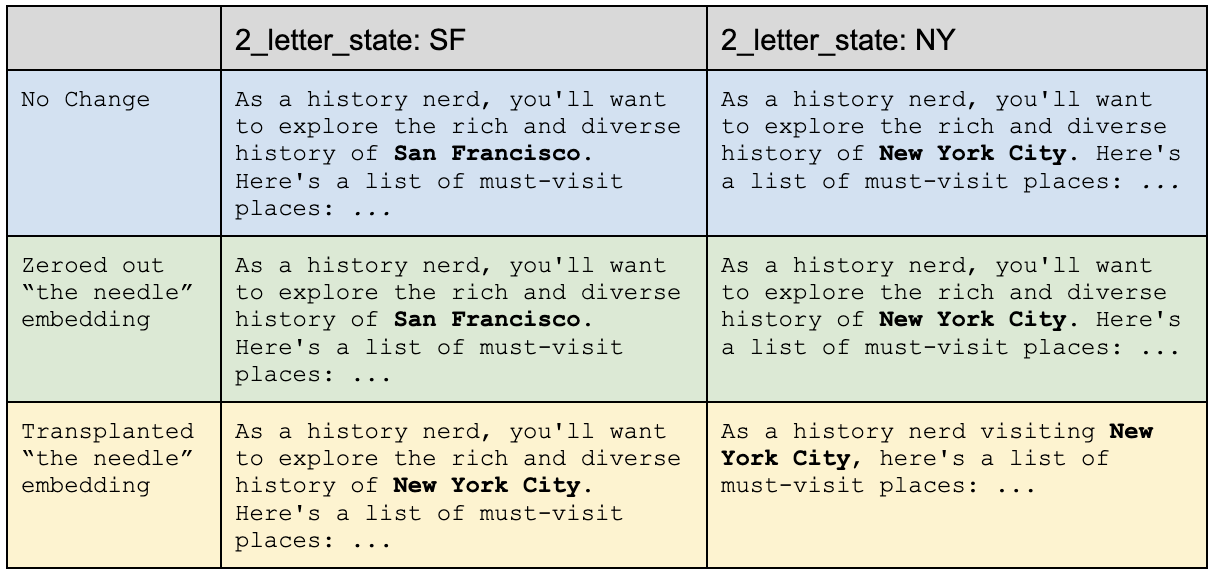 2_letter_state: SF
2_letter_state: NY
No Change
As a history nerd, you'll want
to explore the rich and diverse
history of San Francisco.
Here's a list of must-visit
places: ...
As a history nerd, you'll want
to explore the rich and diverse
history of New York City. Here's
a list of must-visit places: ...
Zeroed out
“the needle”
embedding
As a history nerd, you'll want
to explore the rich and diverse
history of San Francisco.
Here's a list of must-visit
places: ...
As a history nerd, you'll want
to explore the rich and diverse
history of New York City. Here's
a list of must-visit places: ...
Transplanted
“the needle”
embedding
As a history nerd, you'll want
to explore the rich and diverse
history of New York City.
Here's a list of must-visit
places: ...
As a history nerd visiting New
York City, here's a list of
must-visit places: ...